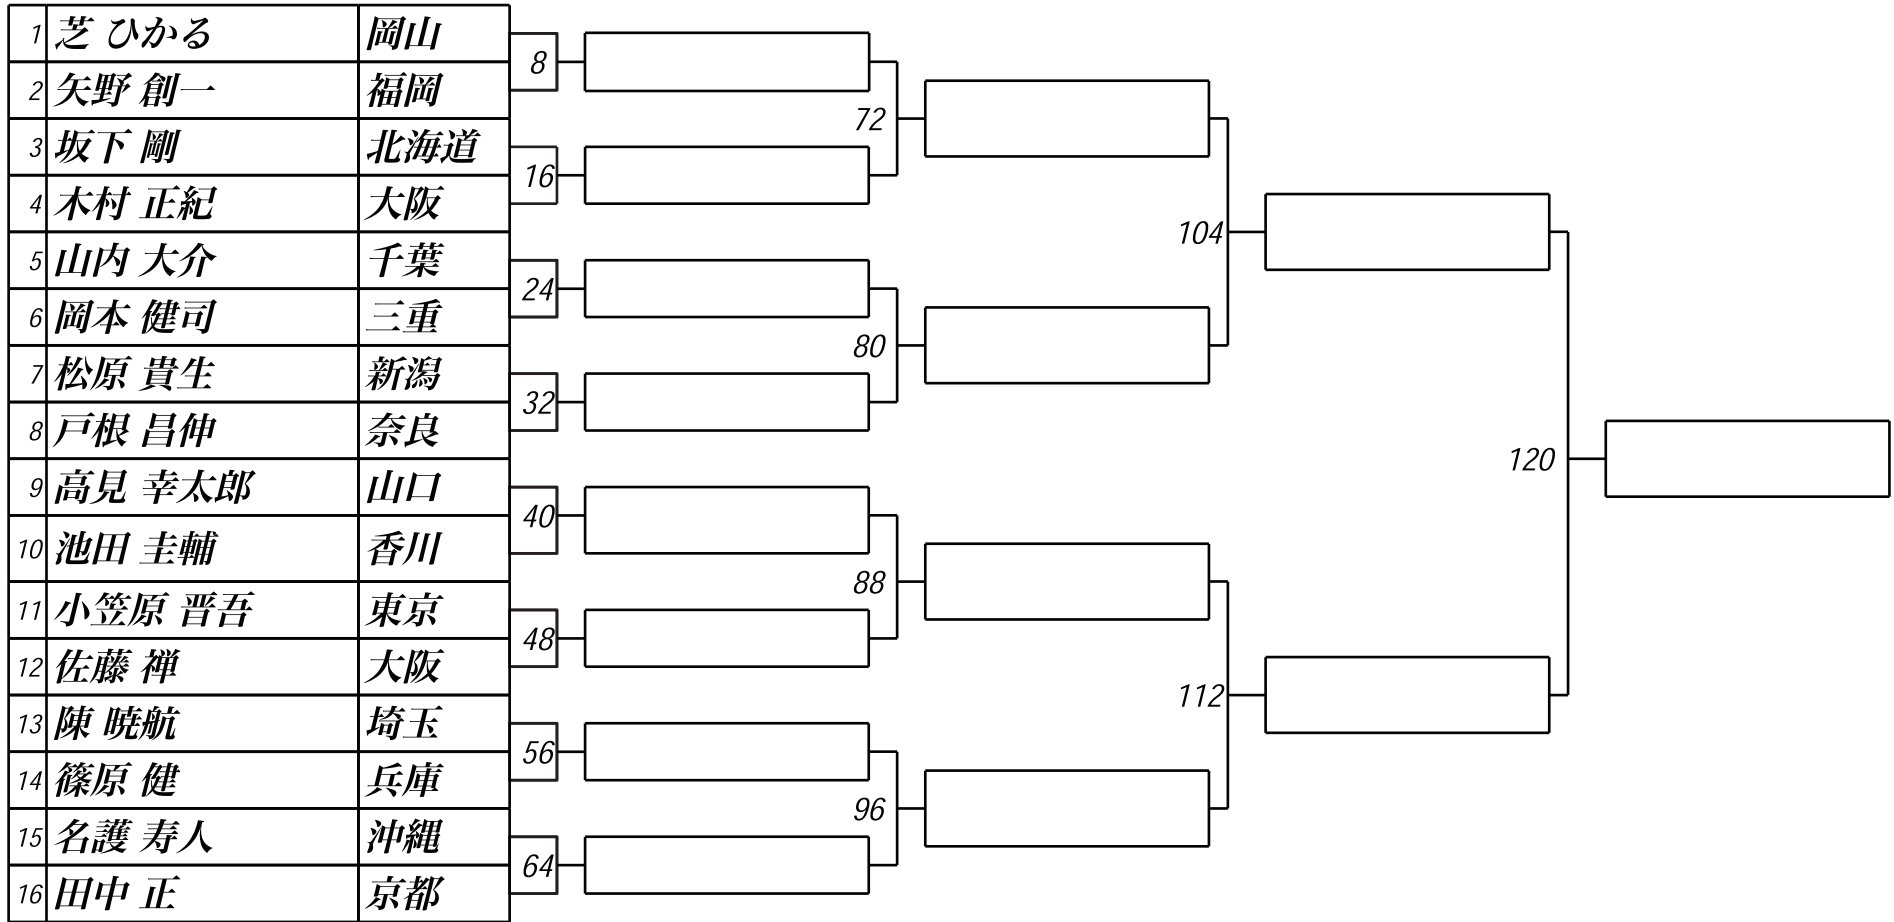 1 芝 ひかる 岡山
2 矢野 創一 福岡
8
3 坂下 剛 北海道
72
4 木村 正紀 大阪
16
5 山内 大介 千葉
104
6 岡本 健司 三重
24
7 松原 貴生 新潟
80
8 戸根 昌伸 奈良
32
9 高見 幸太郎 山口
120
10 池田 圭輔 香川
40
11 小笠原 晋吾 東京
88
12 佐藤 禅 大阪
48
13 陳 暁航 埼玉
112
14 篠原 健 兵庫
56
15 名護 寿人 沖縄
96
16 田中 正 京都
64